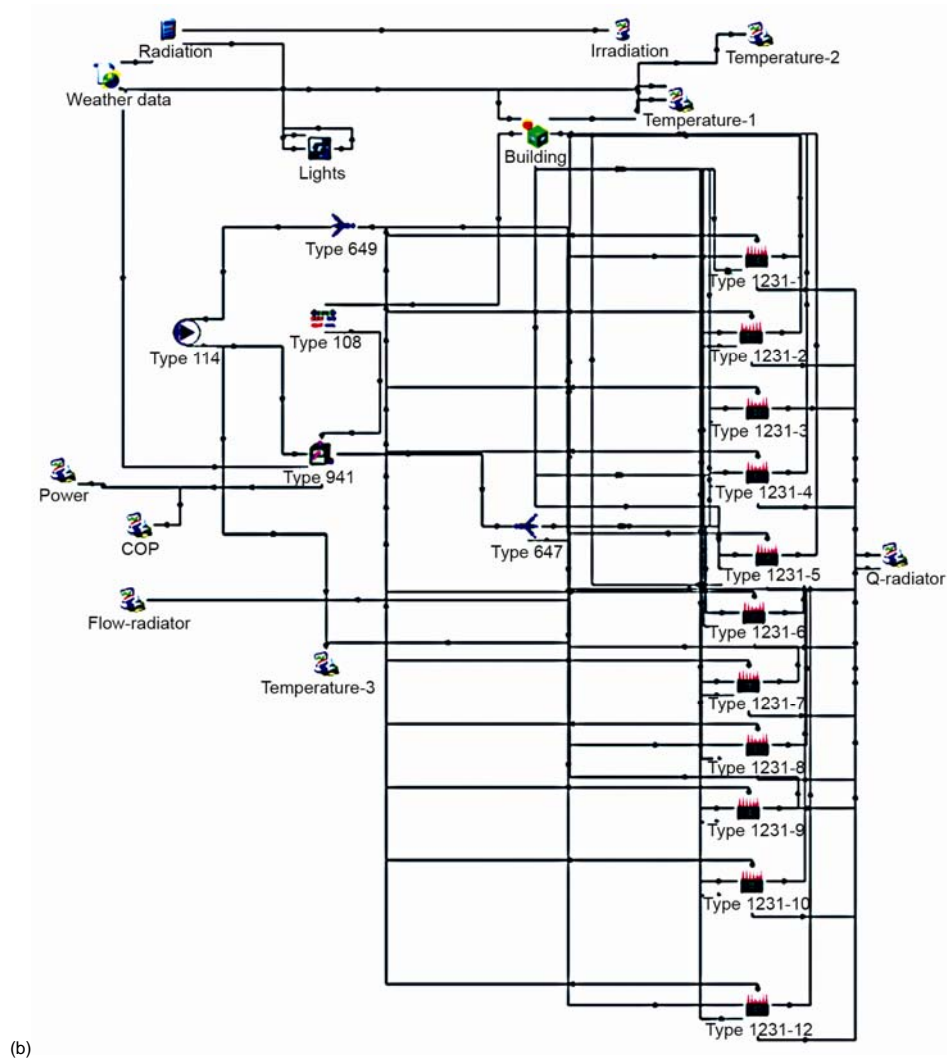 Radiation
Irradiation
Temperature-2
Weather data
Temperature-1
Building
Lights
Type 649
Type 1231-1
Type 108
Type 114
Type 1231-2
Type 1231-3
Type 941
Type 1231-4
Power
COP
Type 647
Type 1231-5
Q-radiator
Flow-radiator
Type 1231-6
Temperature-3
Type 1231-7
Type 1231-8
Type 1231-9
Type 1231-10
Type 1231-12
(b)